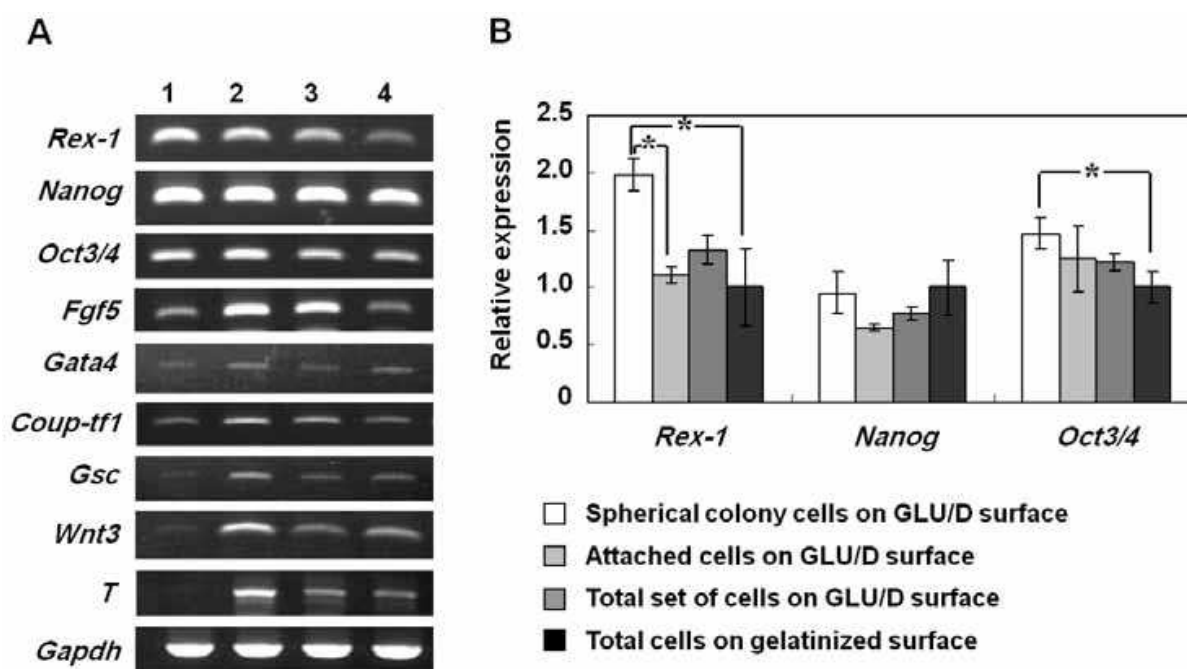 A
1 2 3 4
Rex-1
Nanog
Oct3/4
Fgf5
Gata4
Coup-tf1
Gsc
Wnt3
T
Gapdh
B
Relative expression
2.5
2.0
1.5
1.0
0.5
0
* *
*
Rex-1 Nanog Oct3/4
Spherical colony cells on GLU/D surface
Attached cells on GLU/D surface
Total set of cells on GLU/D surface
Total cells on gelatinized surface